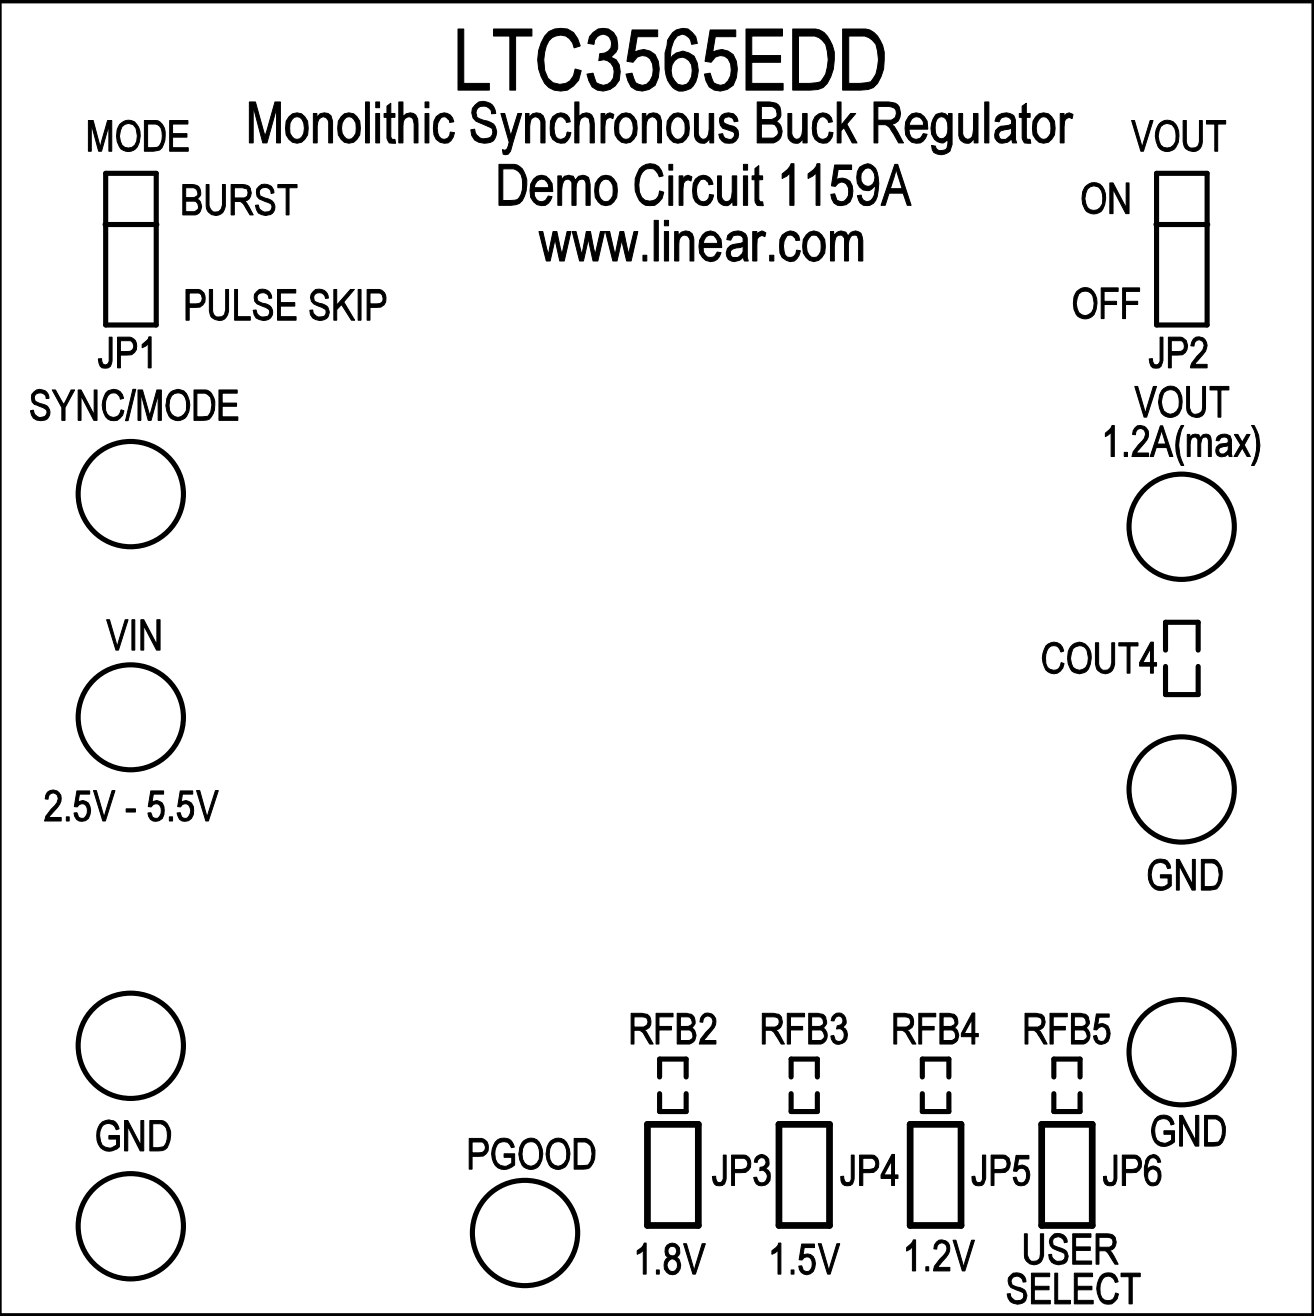 LTC3565EDD
Monolithic Synchronous Buck Regulator
Demo Circuit 1159A
www.linear.com
MODE
BURST
PULSE SKIP
JP1
SYNC/MODE
VIN
2.5V - 5.5V
GND
VOUT
ON
OFF
JP2
VOUT
1.2A(max)
COUT4
GND
GND
PGOOD
RFB2
RFB3
RFB4
RFB5
JP3
JP4
JP5
JP6
1.8V
1.5V
1.2V
USER
SELECT